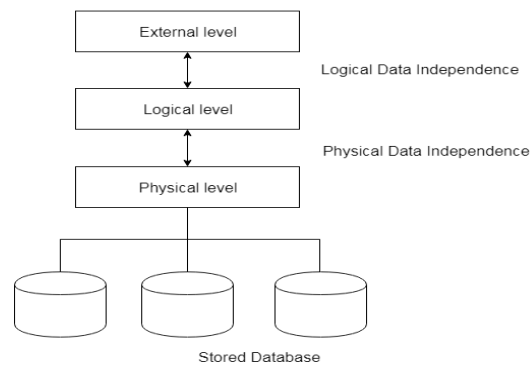 External level
Logical Data Independence
Logical level
Physical Data Independence
Physical level
Stored Database